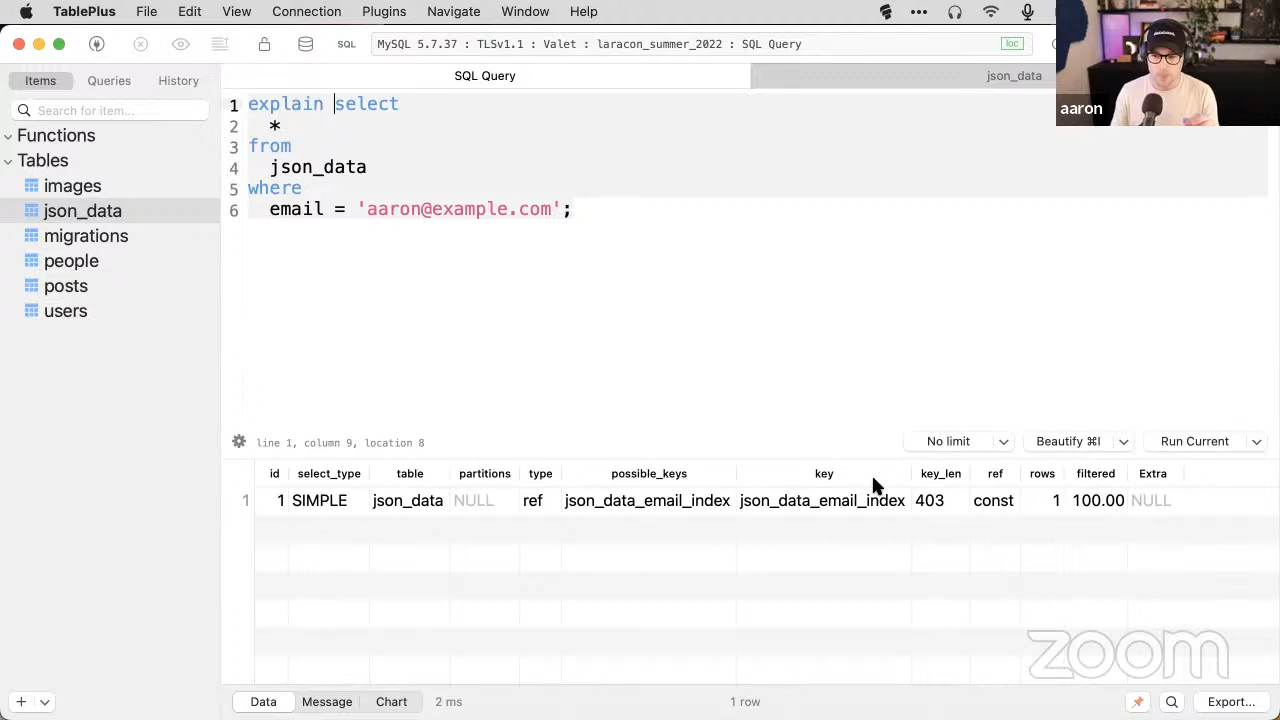 TablePlus File Edit View Connection Plugins Navigate Window Help
SQL MySQL 5.7.37 : TLSv1.1 : Valet : laracon_summer_2022 : SQL Query loc
Items Queries History SQL Query json_data
Search for item...
Functions
Tables
images
json_data
migrations
people
posts
users
1 explain select
2 *
3 from
4 json_data
5 where
6 email = 'aaron@example.com';
aaron
line 1, column 9, location 8 No limit Beautify ⌘I Run Current
id select_type table partitions type possible_keys key key_len ref rows filtered Extra
1 1 SIMPLE json_data NULL ref json_data_email_index json_data_email_index 403 const 1 100.00 NULL
zoom
+ Data Message Chart 2 ms 1 row Export...